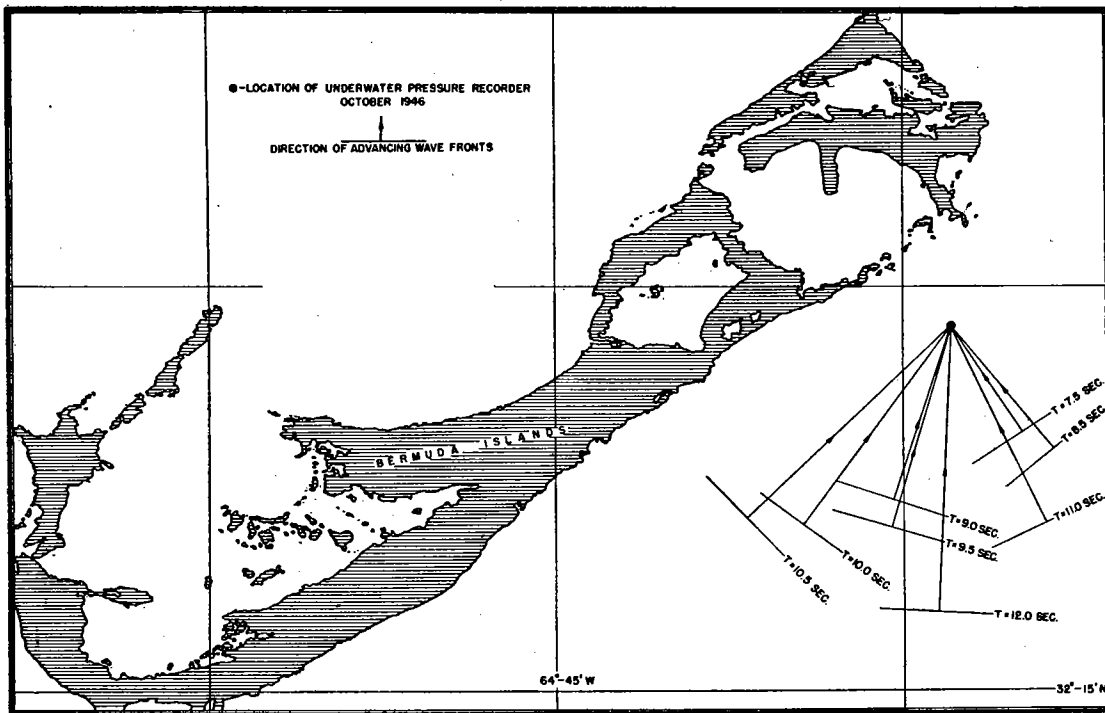 ●-LOCATION OF UNDERWATER PRESSURE RECORDER
OCTOBER 1946
DIRECTION OF ADVANCING WAVE FRONTS
BERMUDA ISLANDS
T=7.5 SEC.
T=8.5 SEC.
T=11.0 SEC.
T=9.0 SEC.
T=9.5 SEC.
T=10.0 SEC.
T=10.5 SEC.
T=12.0 SEC.
64°-45' W
32°-15' N